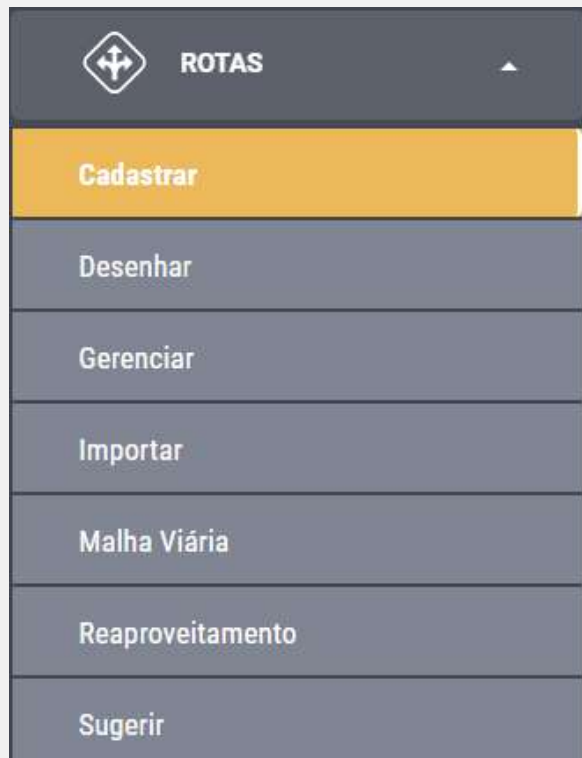 ROTAS
Cadastrar
Desenhar
Gerenciar
Importar
Malha Viária
Reaproveitamento
Sugerir